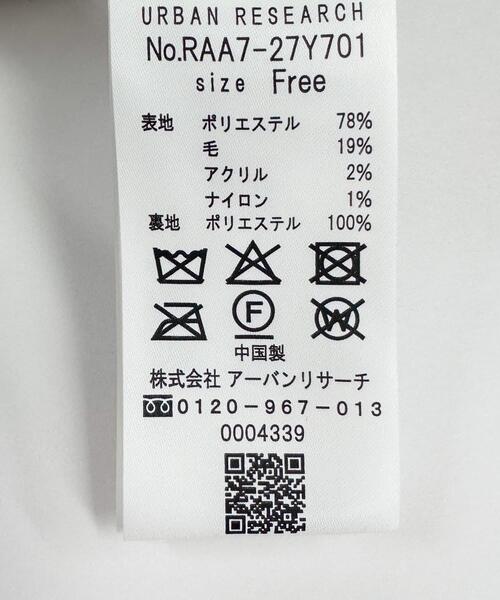 URBAN RESEARCH
No.RAA7-27Y701
size Free
表地 ポリエステル 78%
毛 19%
アクリル 2%
ナイロン 1%
裏地 ポリエステル 100%
F W
中国製
株式会社 アーバンリサーチ
0120-967-013
0004339